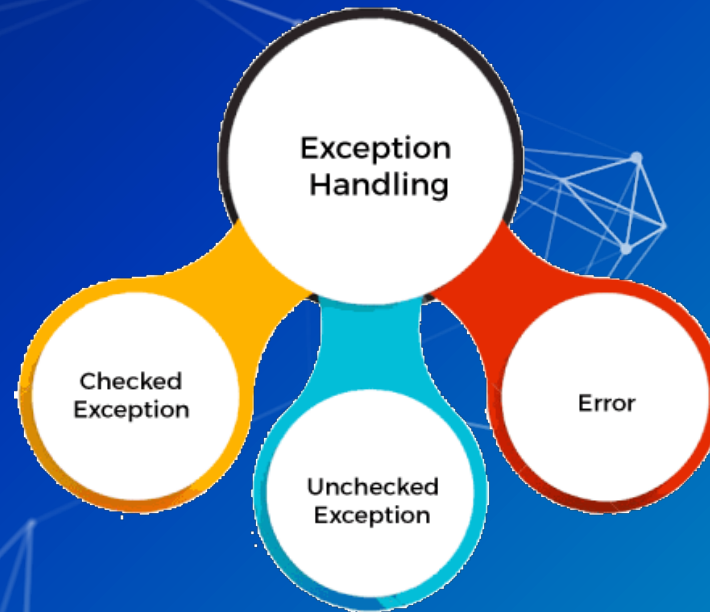 Exception
Handling
Checked
Exception
Error
Unchecked
Exception